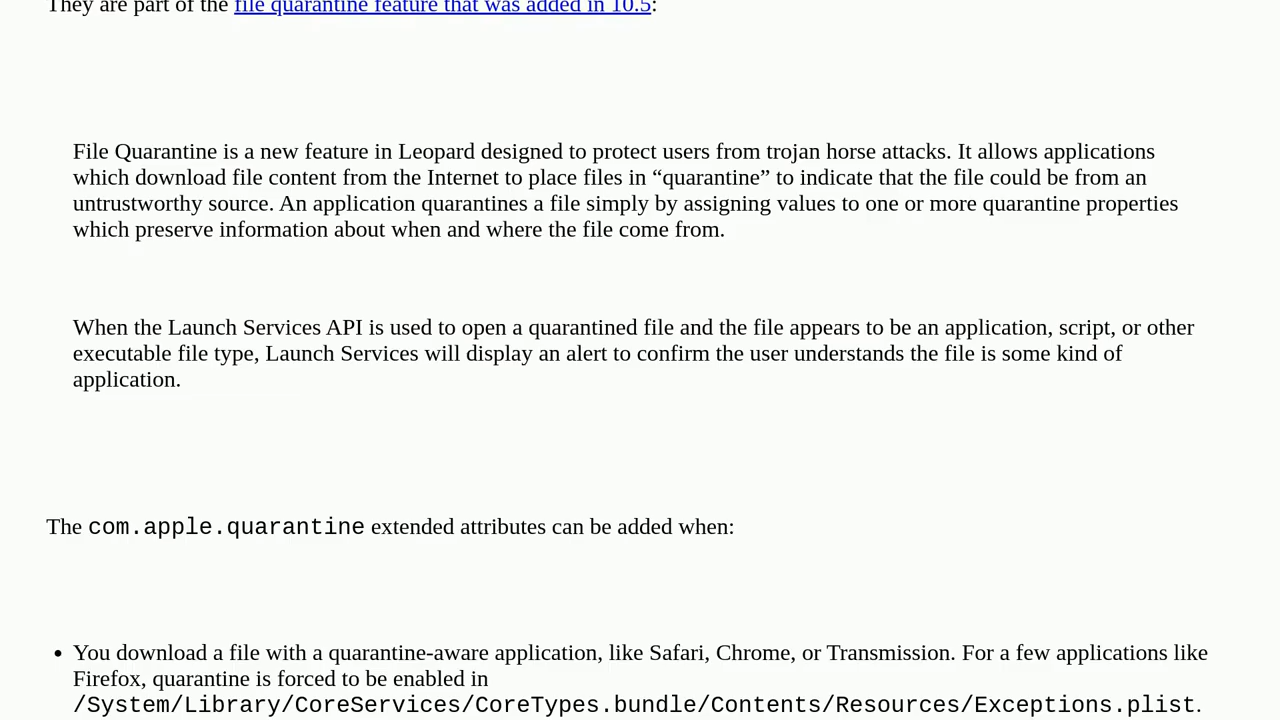 They are part of the file quarantine feature that was added in 10.5:
File Quarantine is a new feature in Leopard designed to protect users from trojan horse attacks. It allows applications
which download file content from the Internet to place files in “quarantine” to indicate that the file could be from an
untrustworthy source. An application quarantines a file simply by assigning values to one or more quarantine properties
which preserve information about when and where the file come from.
When the Launch Services API is used to open a quarantined file and the file appears to be an application, script, or other
executable file type, Launch Services will display an alert to confirm the user understands the file is some kind of
application.
The com.apple.quarantine extended attributes can be added when:
• You download a file with a quarantine-aware application, like Safari, Chrome, or Transmission. For a few applications like
Firefox, quarantine is forced to be enabled in
/System/Library/CoreServices/CoreTypes.bundle/Contents/Resources/Exceptions.plist.